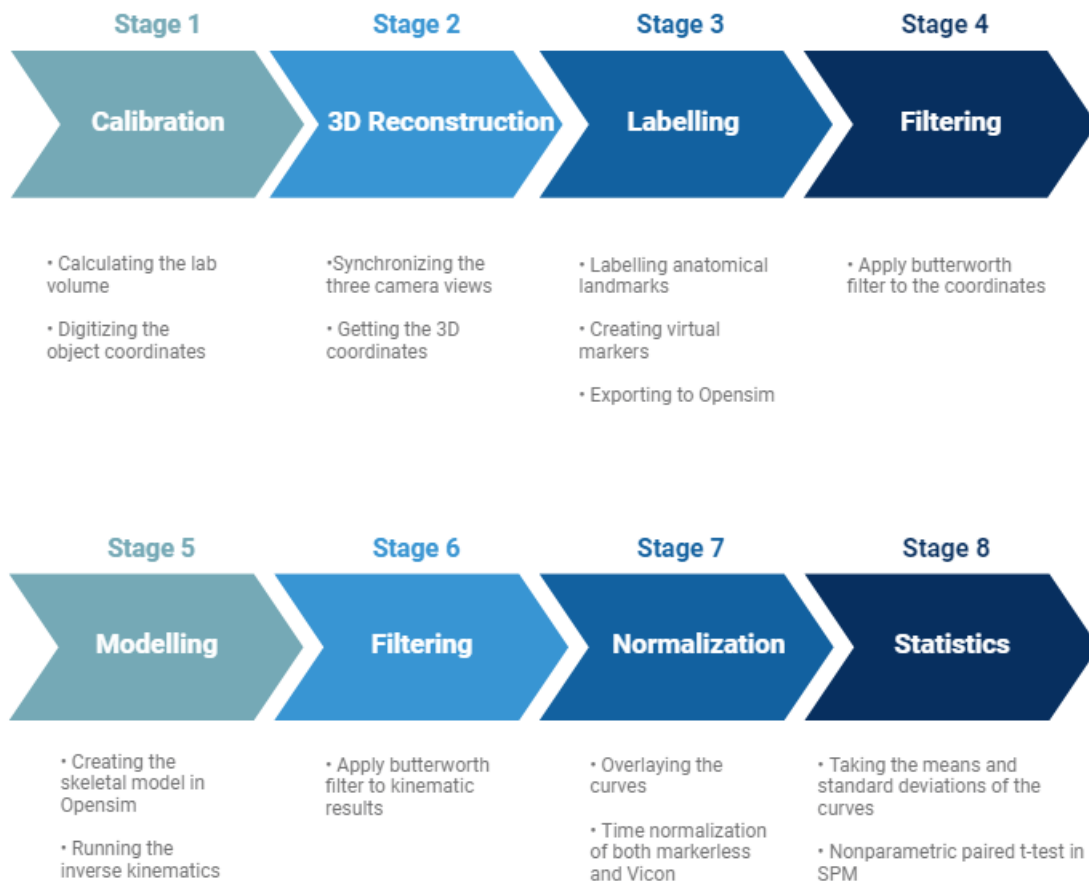 Stage 1
Stage 2
Stage 3
Stage 4
Calibration
3D Reconstruction
Labelling
Filtering
• Calculating the lab
volume
• Digitizing the
object coordinates
•Synchronizing the
three camera views
• Getting the 3D
coordinates
• Labelling anatomical
landmarks
• Creating virtual
markers
• Exporting to Opensim
• Apply butterworth
filter to the coordinates
Stage 5
Stage 6
Stage 7
Stage 8
Modelling
Filtering
Normalization
Statistics
• Creating the
skeletal model in
Opensim
• Running the
inverse kinematics
• Apply butterworth
filter to kinematic
results
• Overlaying the
curves
• Time normalization
of both markerless
and Vicon
• Taking the means and
standard deviations of the
curves
• Nonparametric paired t-test in
SPM